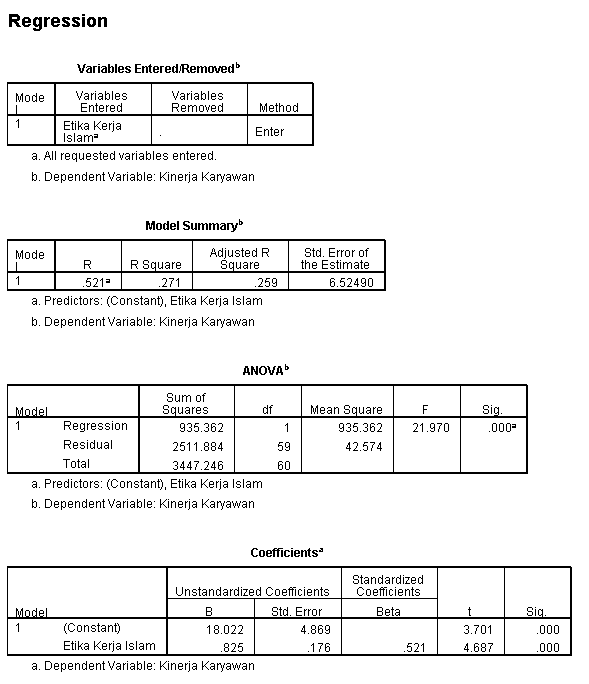 Regression
Variables Entered/Removedb
Mode
l
Variables
Entered
Variables
Removed
Method
1
Etika Kerja
Islama
.
Enter
a. All requested variables entered.
b. Dependent Variable: Kinerja Karyawan
Model Summaryb
Mode
l
R
R Square
Adjusted R
Square
Std. Error of
the Estimate
1 .521a .271 .259 6.52490
a. Predictors: (Constant), Etika Kerja Islam
b. Dependent Variable: Kinerja Karyawan
ANOVAb
Model
Sum of
Squares
df
Mean Square
F
Sig.
1 Regression 935.362 1 935.362 21.970 .000a
Residual 2511.884 59 42.574
Total 3447.246 60
a. Predictors: (Constant), Etika Kerja Islam
b. Dependent Variable: Kinerja Karyawan
Coefficientsa
Model
Unstandardized Coefficients
Standardized
Coefficients
t
Sig.
B Std. Error Beta
1 (Constant) 18.022 4.869 3.701 .000
Etika Kerja Islam .825 .176 .521 4.687 .000
a. Dependent Variable: Kinerja Karyawan